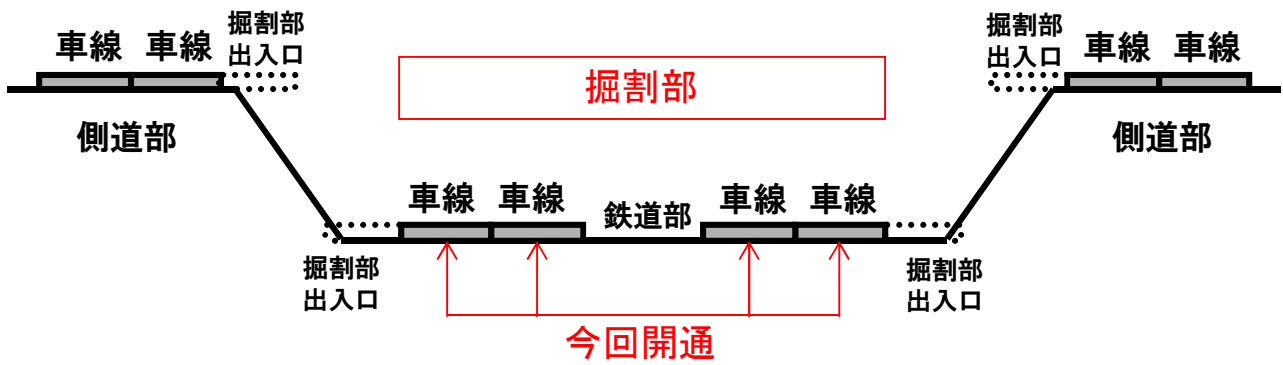 車線 車線
掘割部
出入口
掘割部
出入口
車線 車線
側道部
掘割部
側道部
車線 車線
鉄道部
車線 車線
掘割部
出入口
掘割部
出入口
今回開通